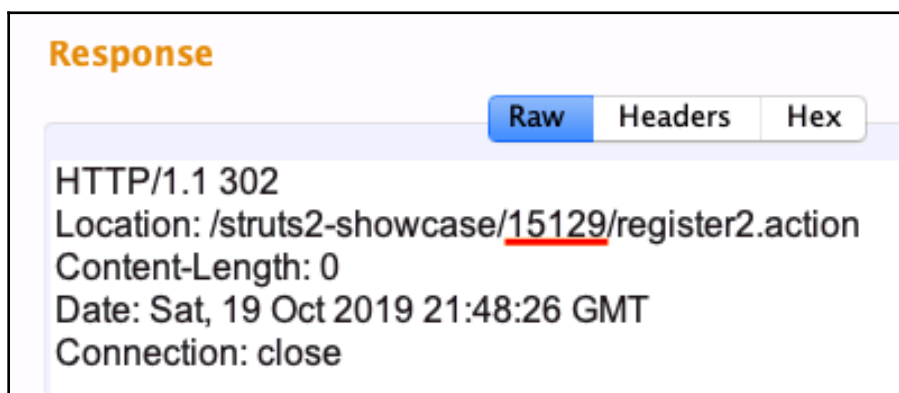 Response
Raw Headers Hex
HTTP/1.1 302
Location: /struts2-showcase/15129/register2.action
Content-Length: 0
Date: Sat, 19 Oct 2019 21:48:26 GMT
Connection: close